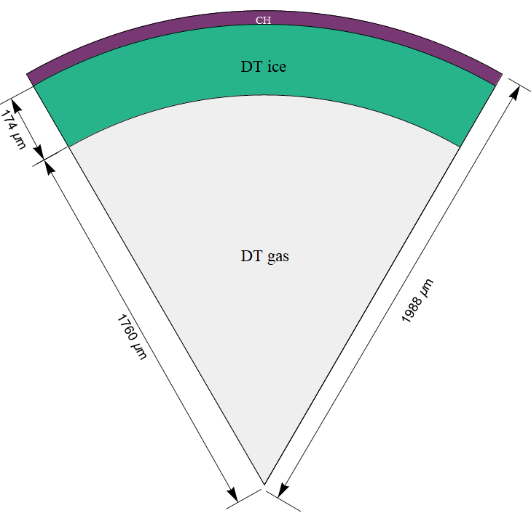 CH
DT ice
174 μm
DT gas
1760 μm
1988 μm